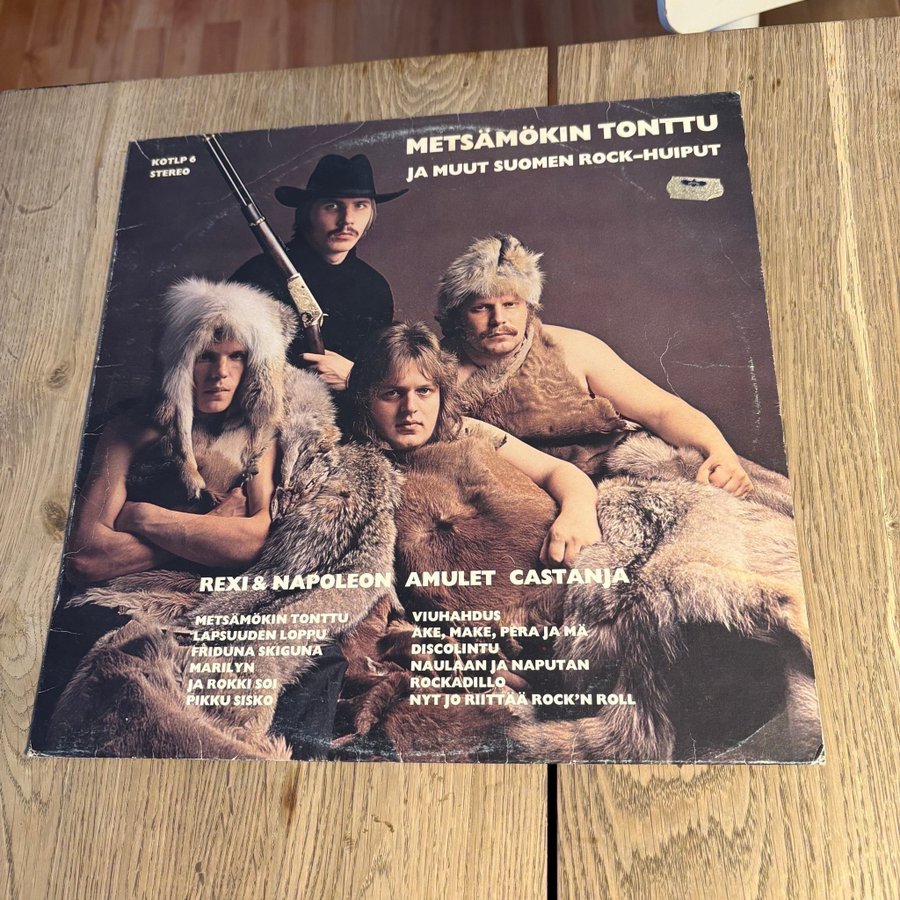 KOTLP 6
STEREO
METSÄMÖKIN TONTTU
JA MUUT SUOMEN ROCK-HUIPUT
REXI & NAPOLEON AMULET CASTANJA
METSÄMÖKIN TONTTU
LAPSUUDEN LOPPU
FRIDUNA SKIGUNA
MARILYN
JA ROKKI SOI
PIKKU SISKO
VIUHAHDUS
ÅKE, MAKE, PERA JA MÄ
DISCOLINTU
NAULAAN JA NAPUTAN
ROCKADILLO
NYT JO RIITTÄÄ ROCK'N ROLL